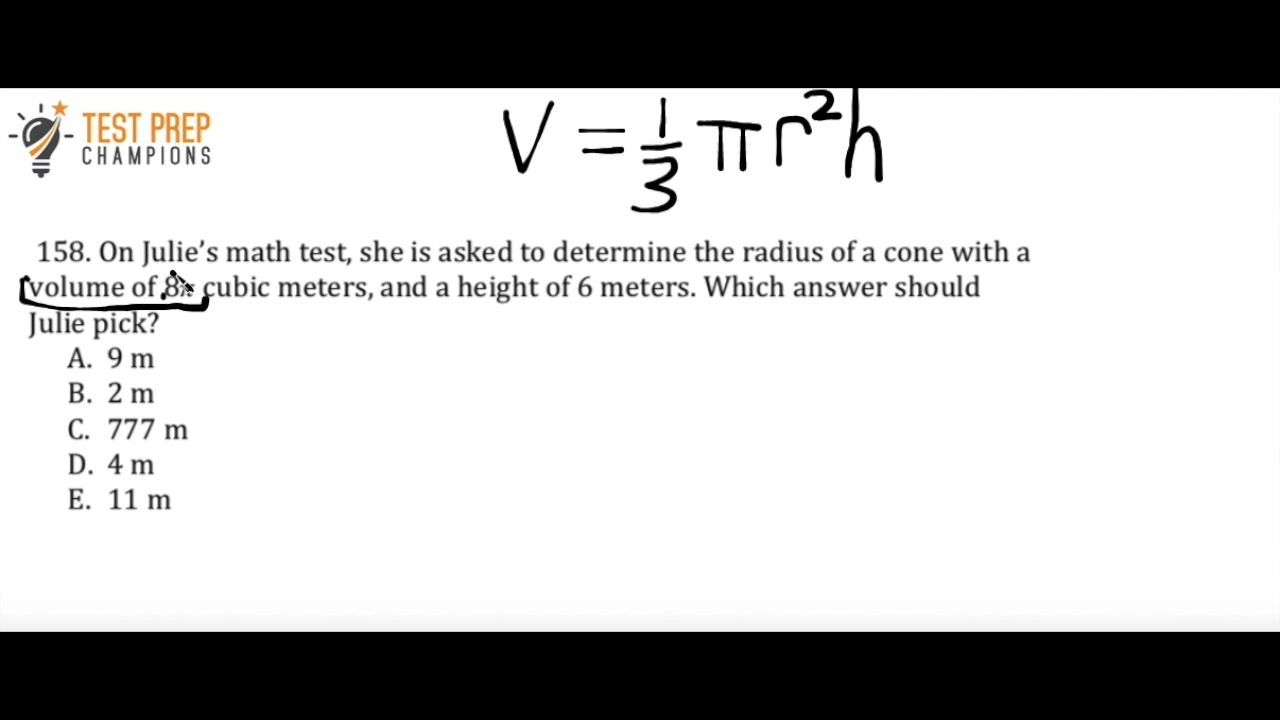 TEST PREP
CHAMPIONS
V = 1/3 πr²h
158. On Julie's math test, she is asked to determine the radius of a cone with a
volume of 8π cubic meters, and a height of 6 meters. Which answer should
Julie pick?
A. 9 m
B. 2 m
C. 777 m
D. 4 m
E. 11 m